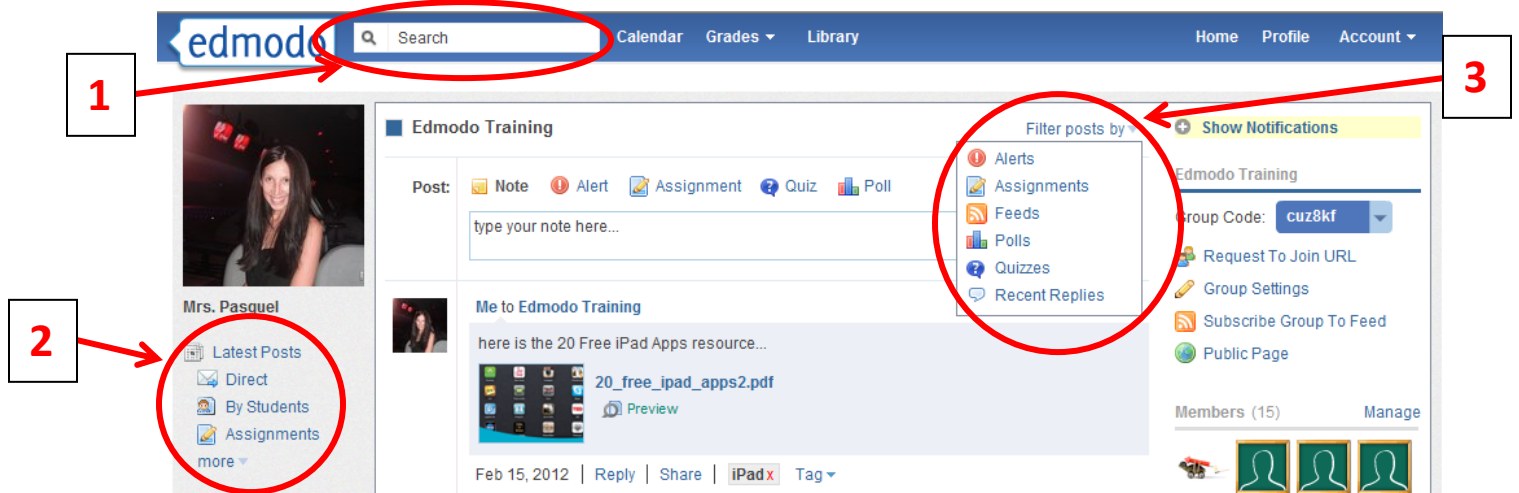 edmodo
Search
Calendar Grades Library
Home Profile Account
1
3
2
Edmodo Training
Filter posts by
Alerts
Assignments
Feeds
Polls
Quizzes
Recent Replies
Post: Note Alert Assignment Quiz Poll
type your note here...
Mrs. Pasquel
Latest Posts
Direct
By Students
Assignments
more
Me to Edmodo Training
here is the 20 Free iPad Apps resource...
20_free_ipad_apps2.pdf
Preview
Feb 15, 2012 | Reply | Share | iPad x Tag
Show Notifications
Edmodo Training
Group Code: cuz8kf
Request To Join URL
Group Settings
Subscribe Group To Feed
Public Page
Members (15) Manage